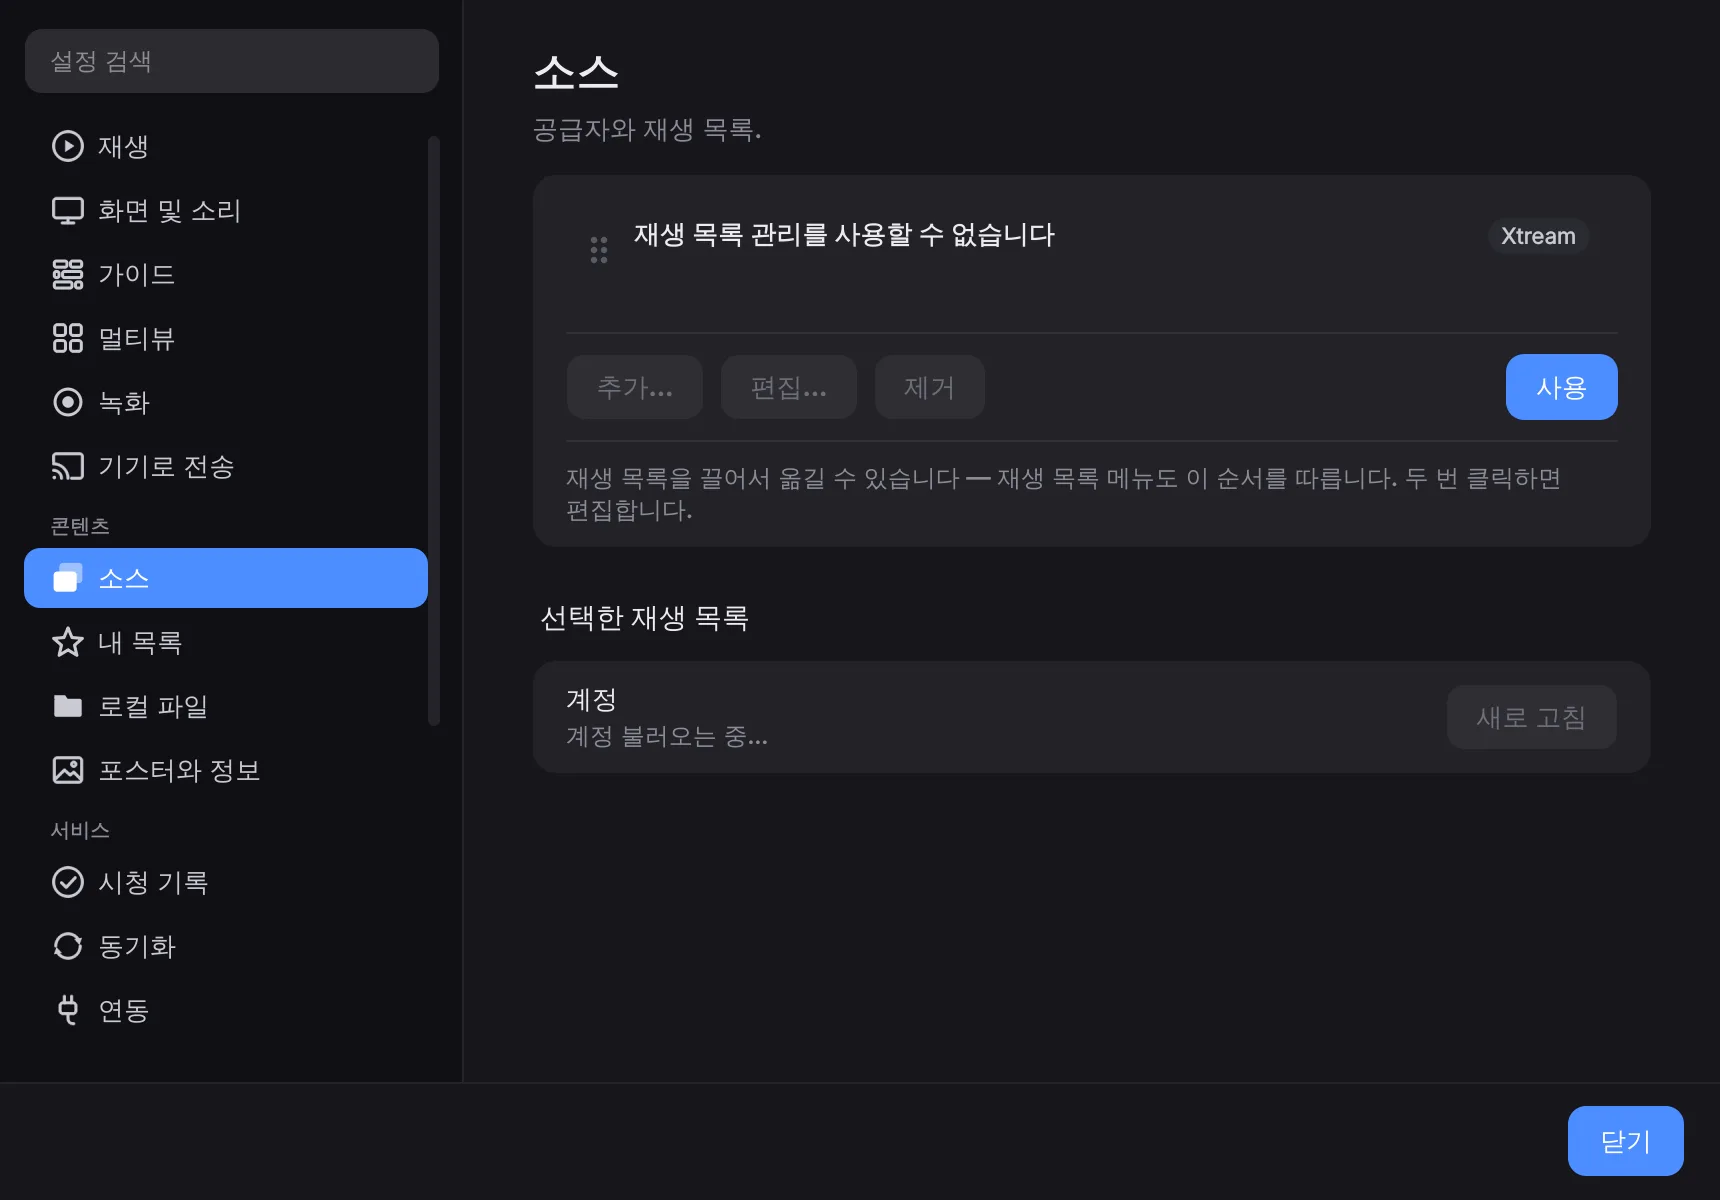 설정 검색
재생
화면 및 소리
가이드
멀티뷰
녹화
기기로 전송
콘텐츠
소스
내 목록
로컬 파일
포스터와 정보
서비스
시청 기록
동기화
연동
소스
공급자와 재생 목록.
재생 목록 관리를 사용할 수 없습니다
Xtream
추가...
편집...
제거
사용
재생 목록을 끌어서 옮길 수 있습니다 — 재생 목록 메뉴도 이 순서를 따릅니다. 두 번 클릭하면
편집합니다.
선택한 재생 목록
계정
계정 불러오는 중...
새로 고침
닫기